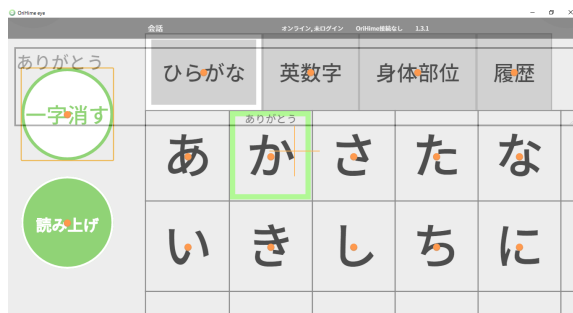 OriHime eye
会話 オンライン,未ログイン OriHime接続なし 1.3.1
ありがとう
ひらがな 英数字 身体部位 履歴
一字消す
ありがとう
あ か さ た な
読み上げ
い き し ち に